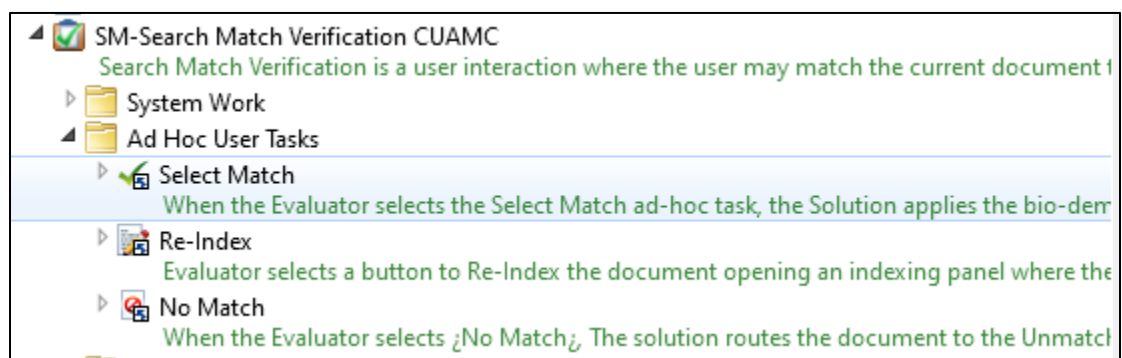 SM-Search Match Verification CUAMC
Search Match Verification is a user interaction where the user may match the current document
System Work
Ad Hoc User Tasks
Select Match
When the Evaluator selects the Select Match ad-hoc task, the Solution applies the bio-dem
Re-Index
Evaluator selects a button to Re-Index the document opening an indexing panel where the
No Match
When the Evaluator selects ¿No Match¿, The solution routes the document to the Unmatch